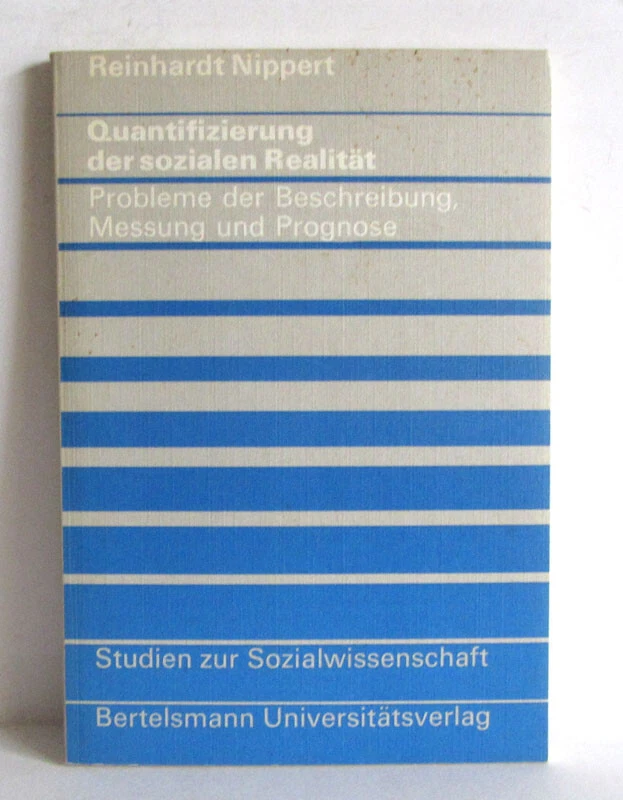 Reinhardt Nippert
Quantifizierung
der sozialen Realität
Probleme der Beschreibung,
Messung und Prognose
Studien zur Sozialwissenschaft
Bertelsmann Universitätsverlag